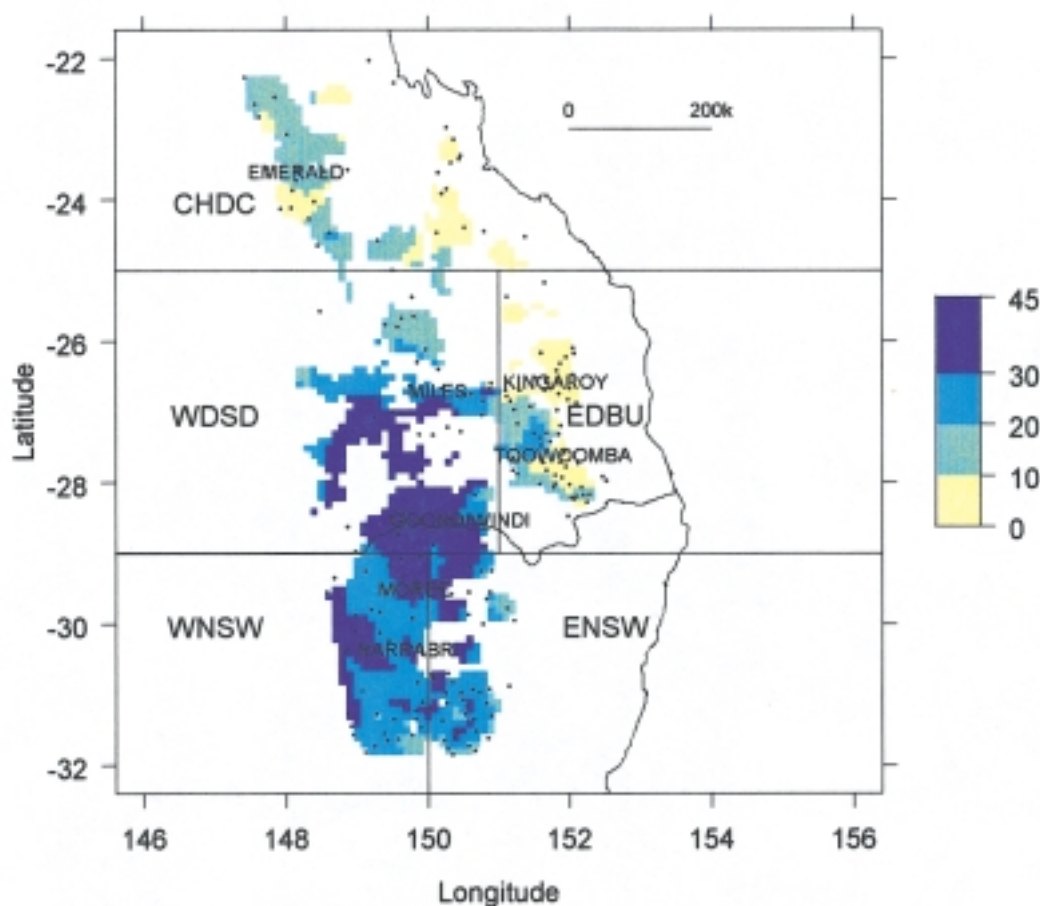 -22
0 200k
EMERALD
-24
CHDC
45
-26
30
MILES
KINGAROY
Latitude
WDSD
EDBU
20
TOOWOOMBA
10
-28
GOONDIWINDI
0
MOREE
-30
WNSW
ENSW
NARRABRI
-32
146 148 150 152 154 156
Longitude